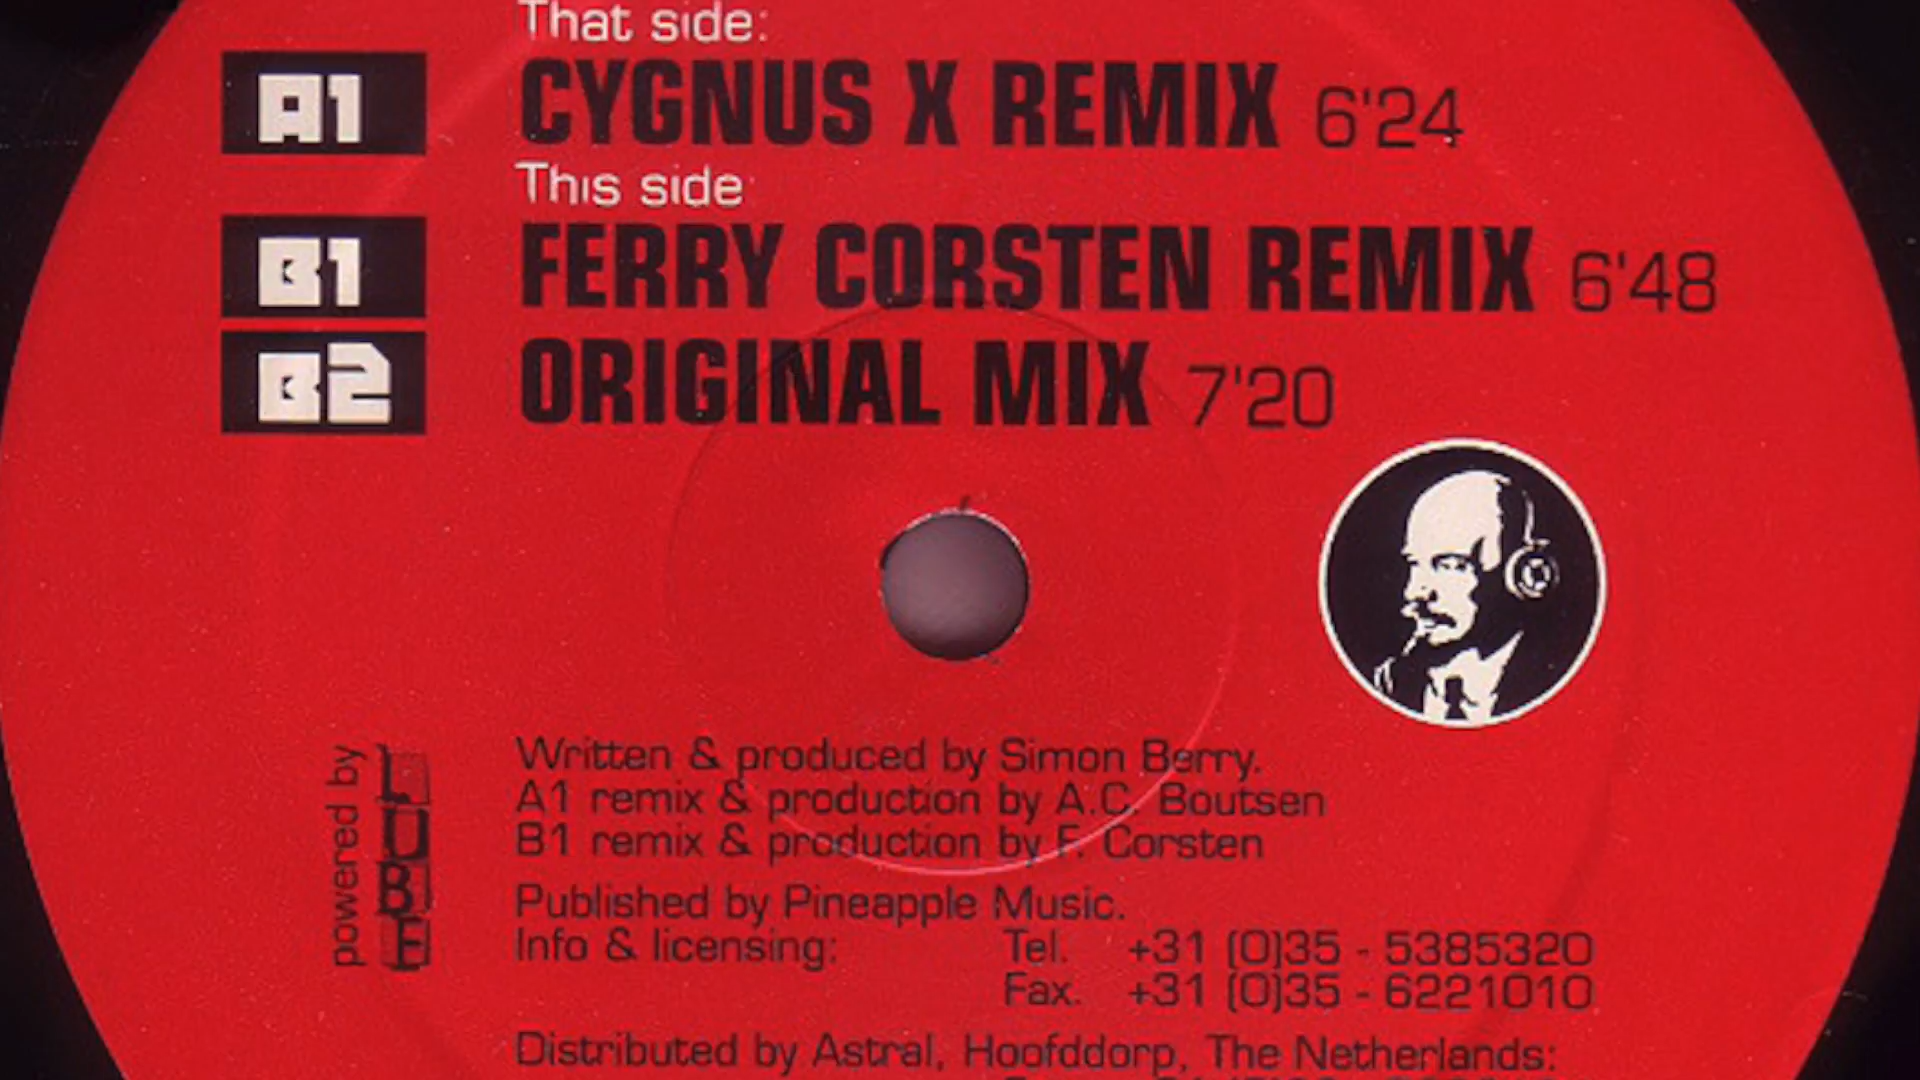 That side:
A1 CYGNUS X REMIX 6'24
This side:
B1 FERRY CORSTEN REMIX 6'48
B2 ORIGINAL MIX 7'20
powered by LUBE
Written & produced by Simon Berry.
A1 remix & production by A.C. Boutsen
B1 remix & production by F. Corsten
Published by Pineapple Music.
Info & licensing: Tel. +31 (0)35 - 5385320
Fax. +31 (0)35 - 6221010
Distributed by Astral, Hoofddorp, The Netherlands: